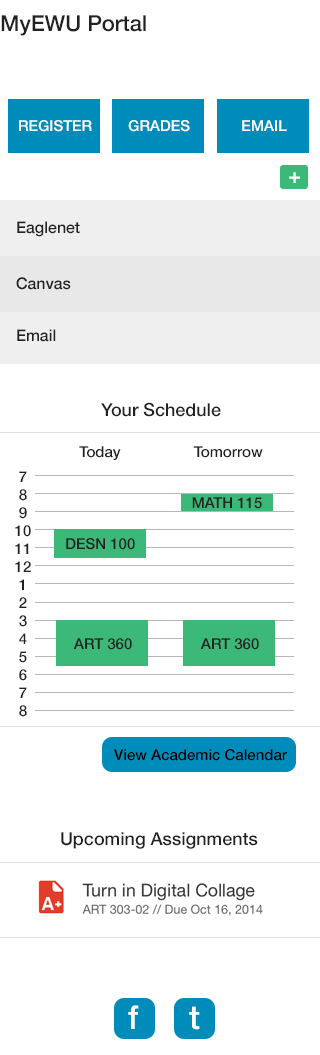 MyEWU Portal
REGISTER GRADES EMAIL
+
Eaglenet
Canvas
Email
Your Schedule
Today Tomorrow
7
8
MATH 115
9
10
DESN 100
11
12
1
2
3
4 ART 360 ART 360
5
6
7
8
View Academic Calendar
Upcoming Assignments
A+
Turn in Digital Collage
ART 303-02 // Due Oct 16, 2014
f t